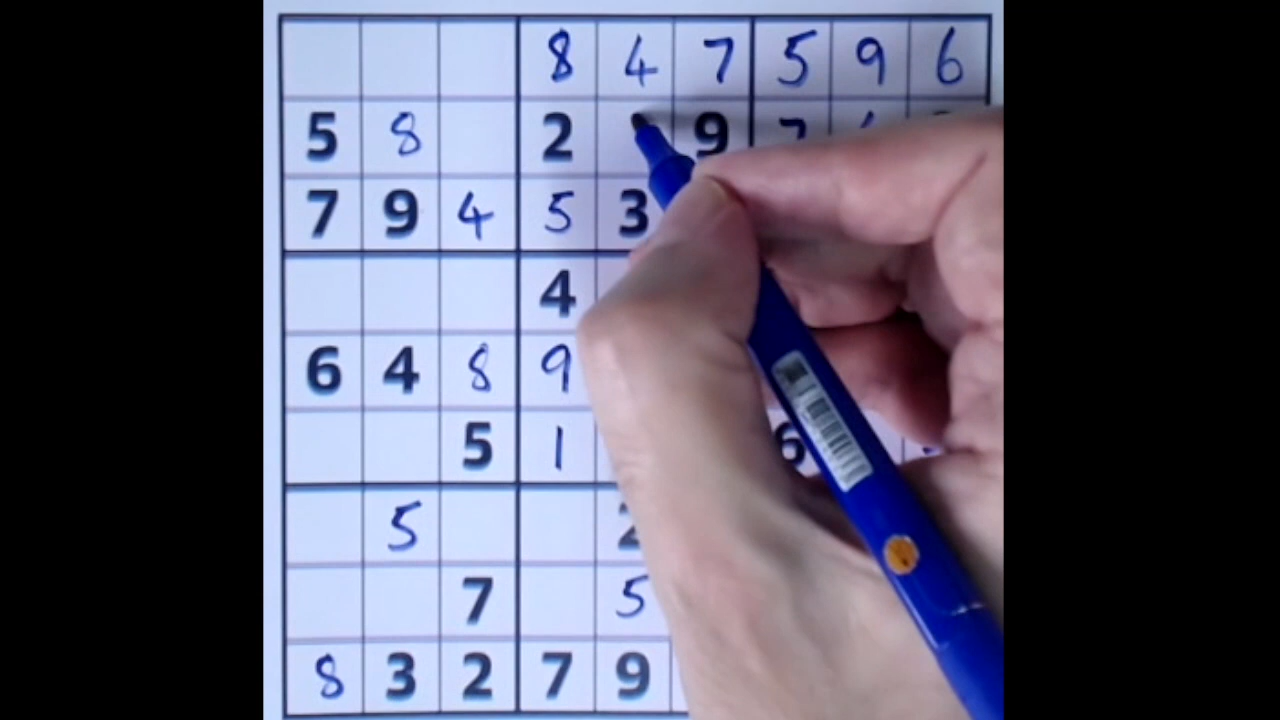 8 4 7 5 9 6
5 8 2 9 7
7 9 4 5 3
4
6 4 8 9
5 1 6
5 2
7 5
8 3 2 7 9